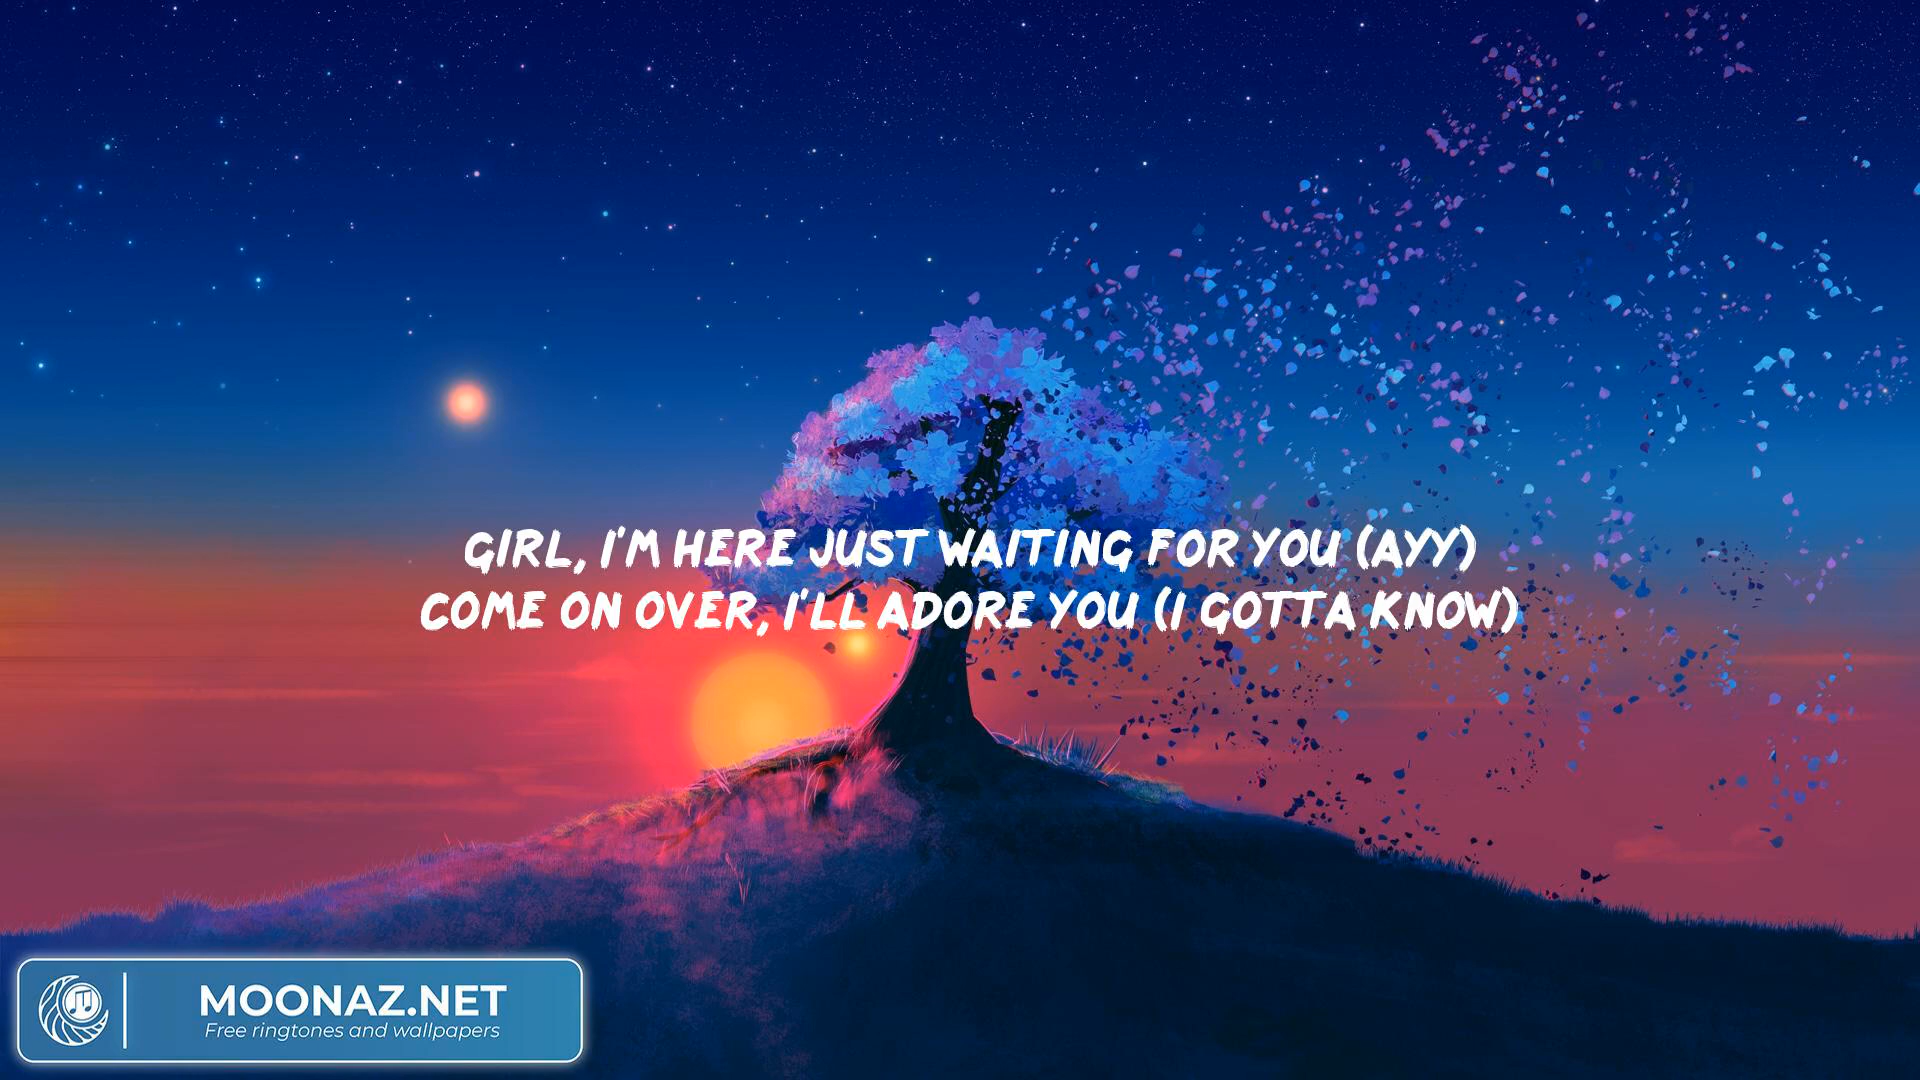 GIRL, I'M HERE JUST WAITING FOR YOU (AYY)
COME ON OVER, I'LL ADORE YOU (I GOTTA KNOW)
MOONAZ.NET
Free ringtones and wallpapers